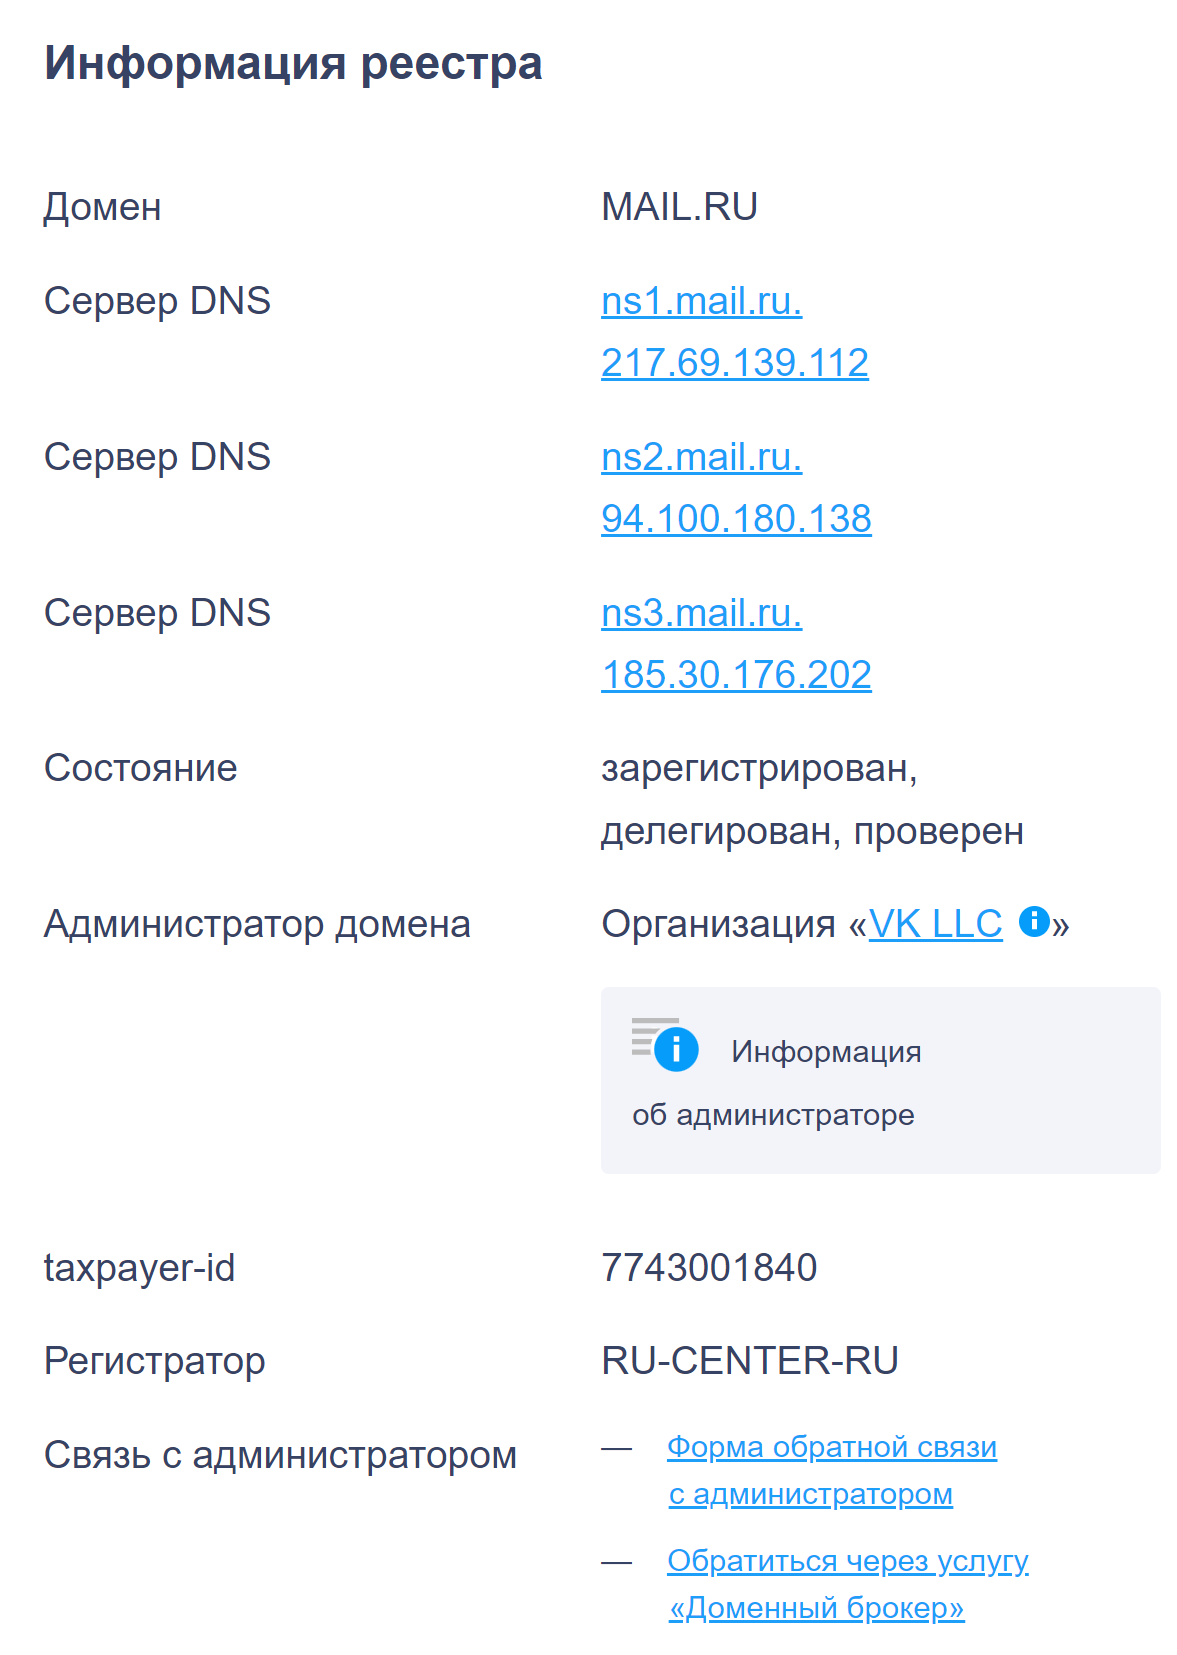 Информация реестра
Домен MAIL.RU
Сервер DNS ns1.mail.ru.
217.69.139.112
Сервер DNS ns2.mail.ru.
94.100.180.138
Сервер DNS ns3.mail.ru.
185.30.176.202
Состояние зарегистрирован,
делегирован, проверен
Администратор домена Организация «VK LLC »
Информация
об администраторе
taxpayer-id 7743001840
Регистратор RU-CENTER-RU
Связь с администратором — Форма обратной связи
с администратором
— Обратиться через услугу
«Доменный брокер»